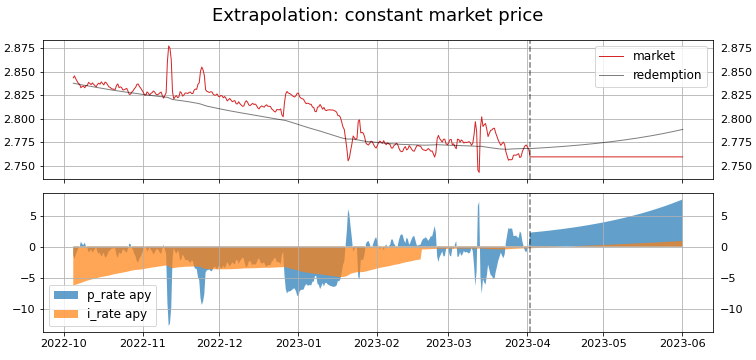 Extrapolation: constant market price
2.875 2.875
2.850 2.850
2.825 2.825
2.800 2.800
2.775 2.775
2.750 2.750
market
redemption
5 5
0 0
−5 −5
−10 −10
p_rate apy
i_rate apy
2022-10 2022-11 2022-12 2023-01 2023-02 2023-03 2023-04 2023-05 2023-06